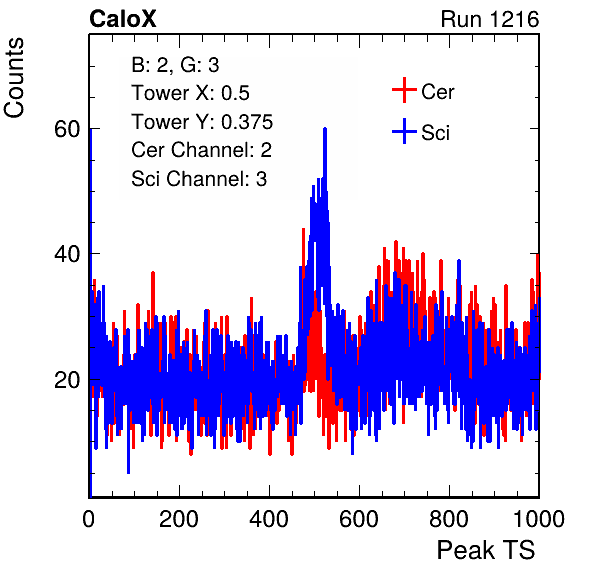 CaloX Run 1216
Counts
B: 2, G: 3
Tower X: 0.5
Tower Y: 0.375
Cer Channel: 2
Sci Channel: 3
Cer
Sci
60
40
20
0 200 400 600 800 1000
Peak TS